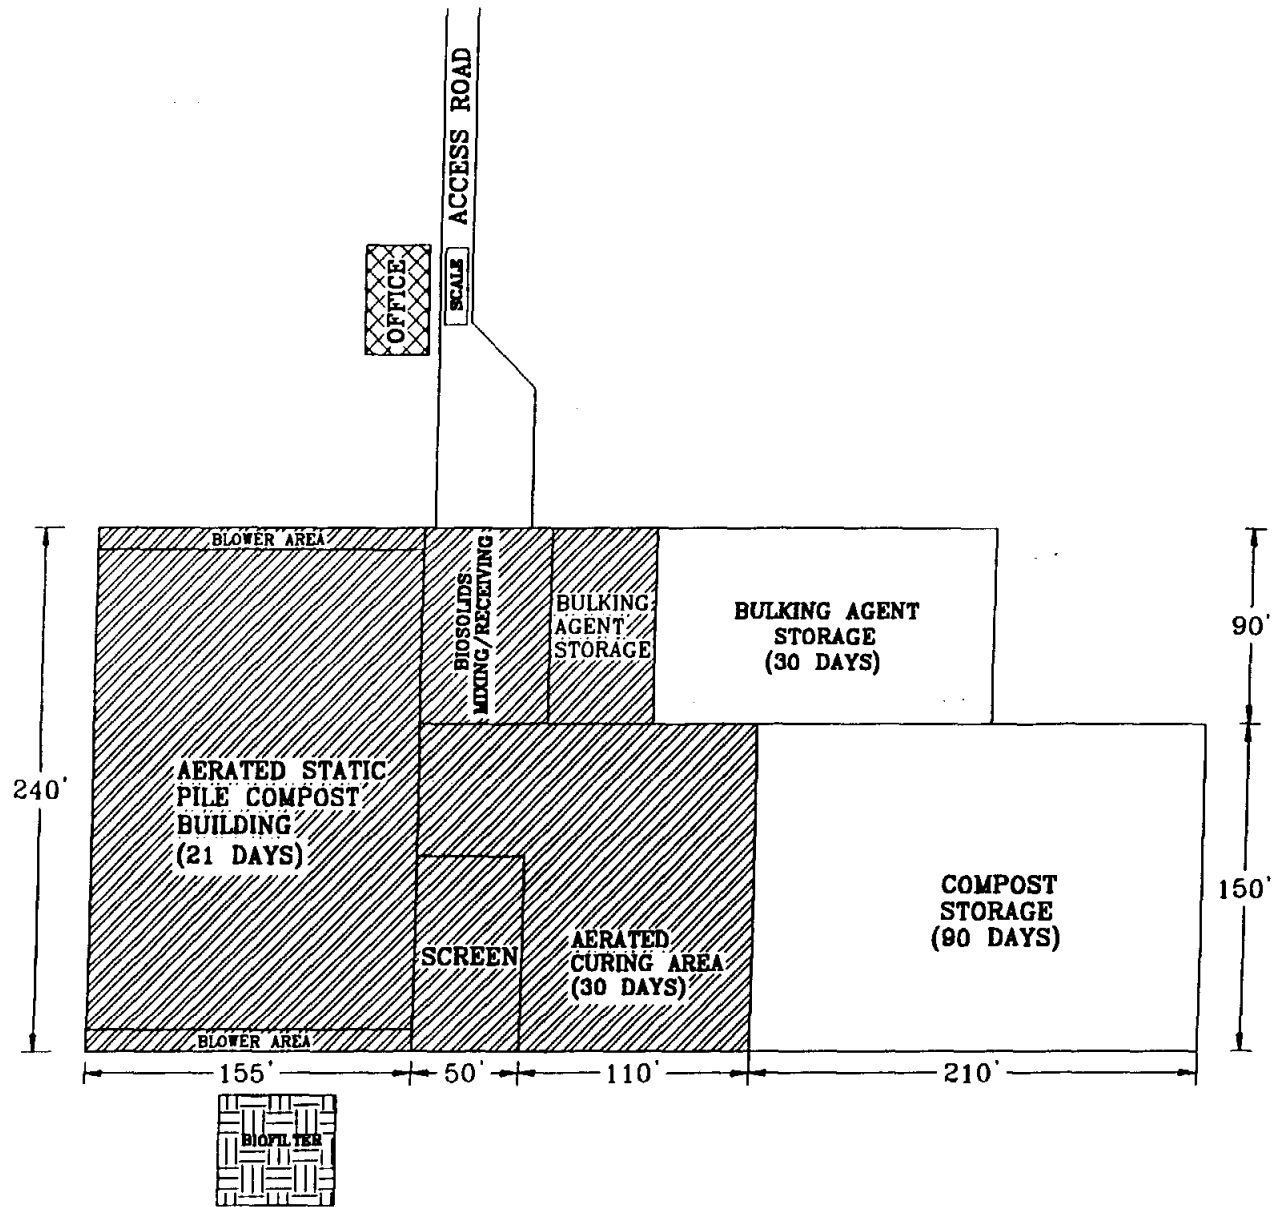 ACCESS ROAD
SCALE
OFFICE
BLOWER AREA
BIOSOLIDS
MIXING/RECEIVING
BULKING
AGENT
STORAGE
BULKING AGENT
STORAGE
(30 DAYS)
90'
240'
AERATED STATIC
PILE COMPOST
BUILDING
(21 DAYS)
SCREEN
AERATED
CURING AREA
(30 DAYS)
COMPOST
STORAGE
(90 DAYS)
150'
BLOWER AREA
155'
50'
110'
210'
BIOFILTER